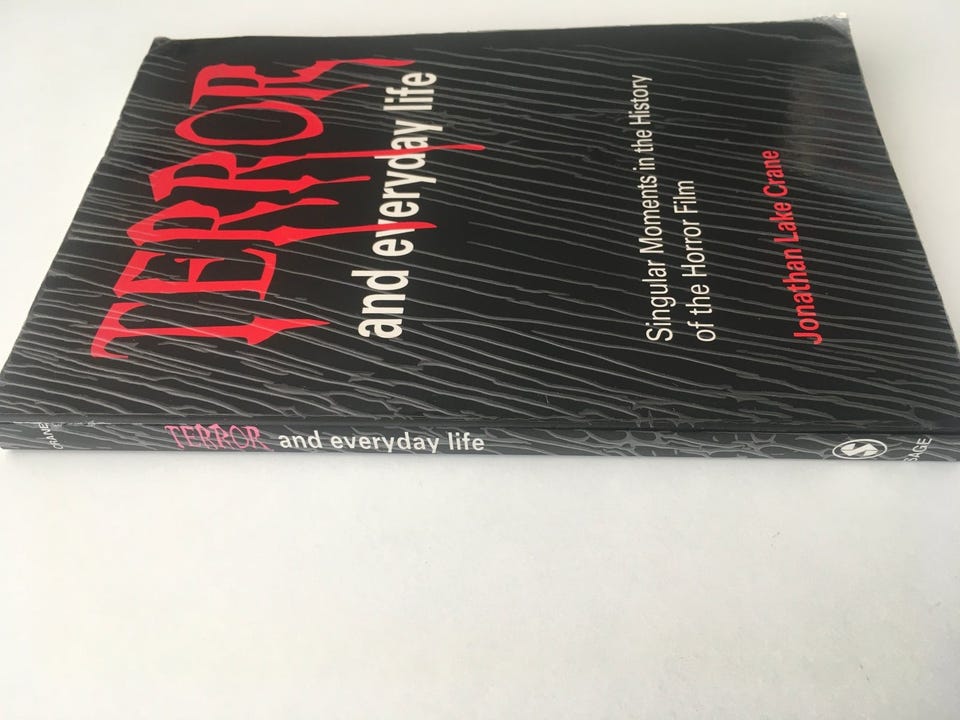 TERROR
and everyday life
Singular Moments in the History
of the Horror Film
Jonathan Lake Crane
CRANE
TERROR and everyday life
S
SAGE